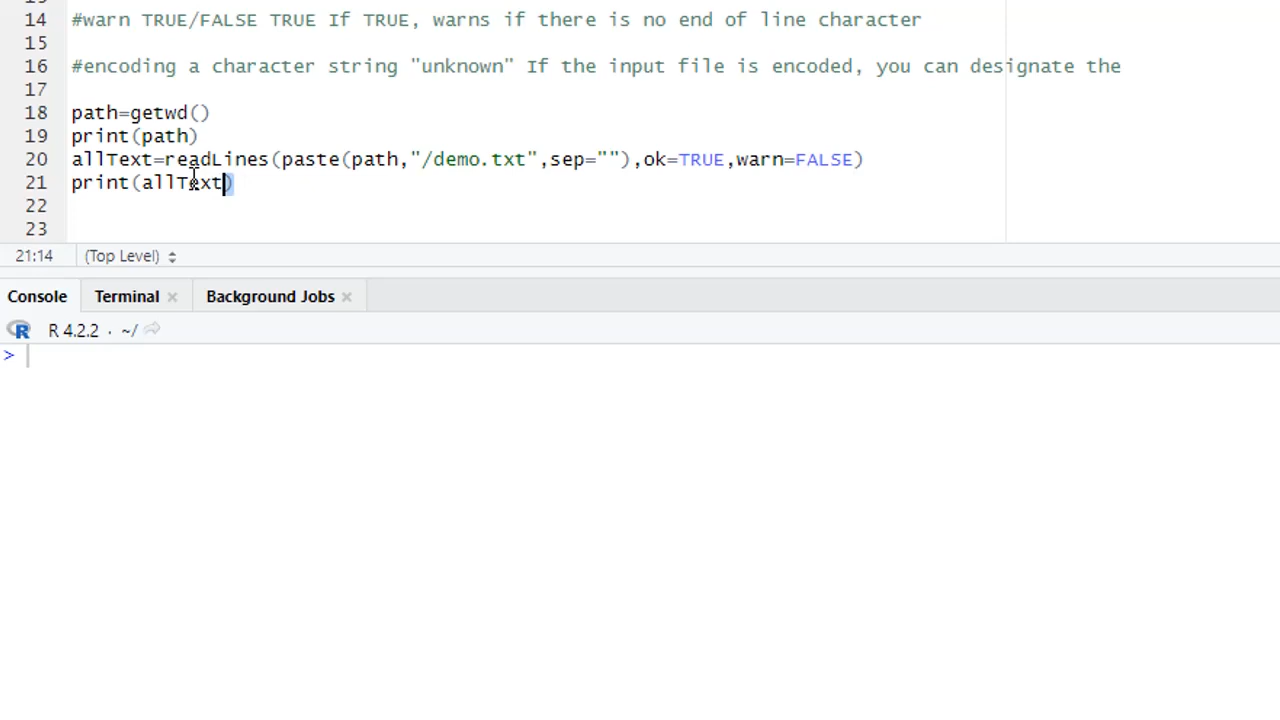 14 #warn TRUE/FALSE TRUE If TRUE, warns if there is no end of line character
15
16 #encoding a character string "unknown" If the input file is encoded, you can designate the
17
18 path=getwd()
19 print(path)
20 allText=readLines(paste(path,"/demo.txt",sep=""),ok=TRUE,warn=FALSE)
21 print(allText)
22
23
21:14 (Top Level)
Console Terminal Background Jobs
R R 4.2.2 · ~/
>